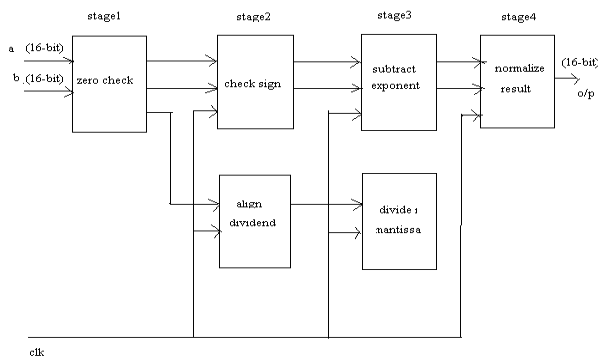 stage1
stage2
stage3
stage4
a (16-bit)
b (16-bit)
zero check
check sign
subtract
exponent
normalize
result
(16-bit)
o/p
align
dividend
divide
mantissa
clk